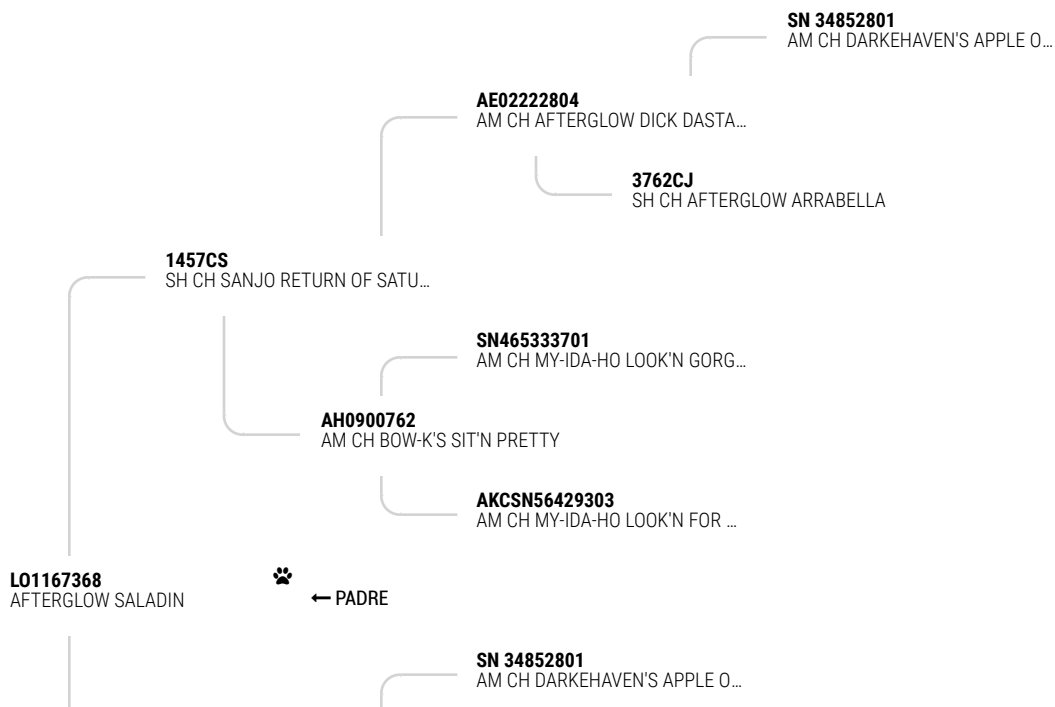 SN 34852801
AM CH DARKEHAVEN'S APPLE O…
AE02222804
AM CH AFTERGLOW DICK DASTA…
3762CJ
SH CH AFTERGLOW ARRABELLA
1457CS
SH CH SANJO RETURN OF SATU…
SN465333701
AM CH MY-IDA-HO LOOK'N GORG…
AH0900762
AM CH BOW-K'S SIT'N PRETTY
AKCSN56429303
AM CH MY-IDA-HO LOOK'N FOR …
LO1167368
AFTERGLOW SALADIN
← PADRE
SN 34852801
AM CH DARKEHAVEN'S APPLE O…